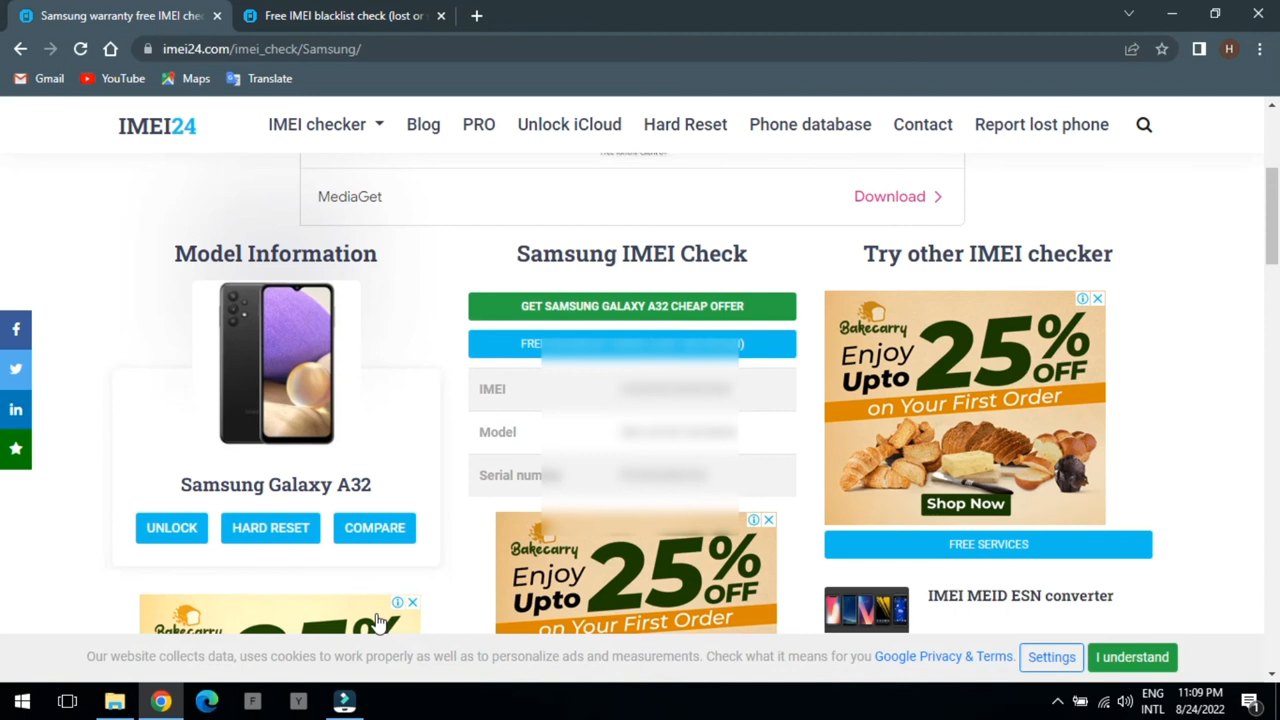 Samsung warranty free IMEI chec
Free IMEI blacklist check (lost or
imei24.com/imei_check/Samsung/
H
Gmail
YouTube
Maps
Translate
IMEI24
IMEI checker
Blog
PRO
Unlock iCloud
Hard Reset
Phone database
Contact
Report lost phone
MediaGet
Download
Model Information
Samsung Galaxy A32
UNLOCK
HARD RESET
COMPARE
Samsung IMEI Check
GET SAMSUNG GALAXY A32 CHEAP OFFER
FRE
IMEI
Model
Serial num
Bakecarry
25%
Enjoy
Upto
OFF
on Your First Order
Try other IMEI checker
Bakecarry
25%
Enjoy
Upto
OFF
on Your First Order
Shop Now
FREE SERVICES
IMEI MEID ESN converter
Our website collects data, uses cookies to work properly as well as to personalize ads and measurements. Check what it means for you Google Privacy & Terms.
Settings
I understand
F
Y
ENG
INTL
11:09 PM
8/24/2022
1